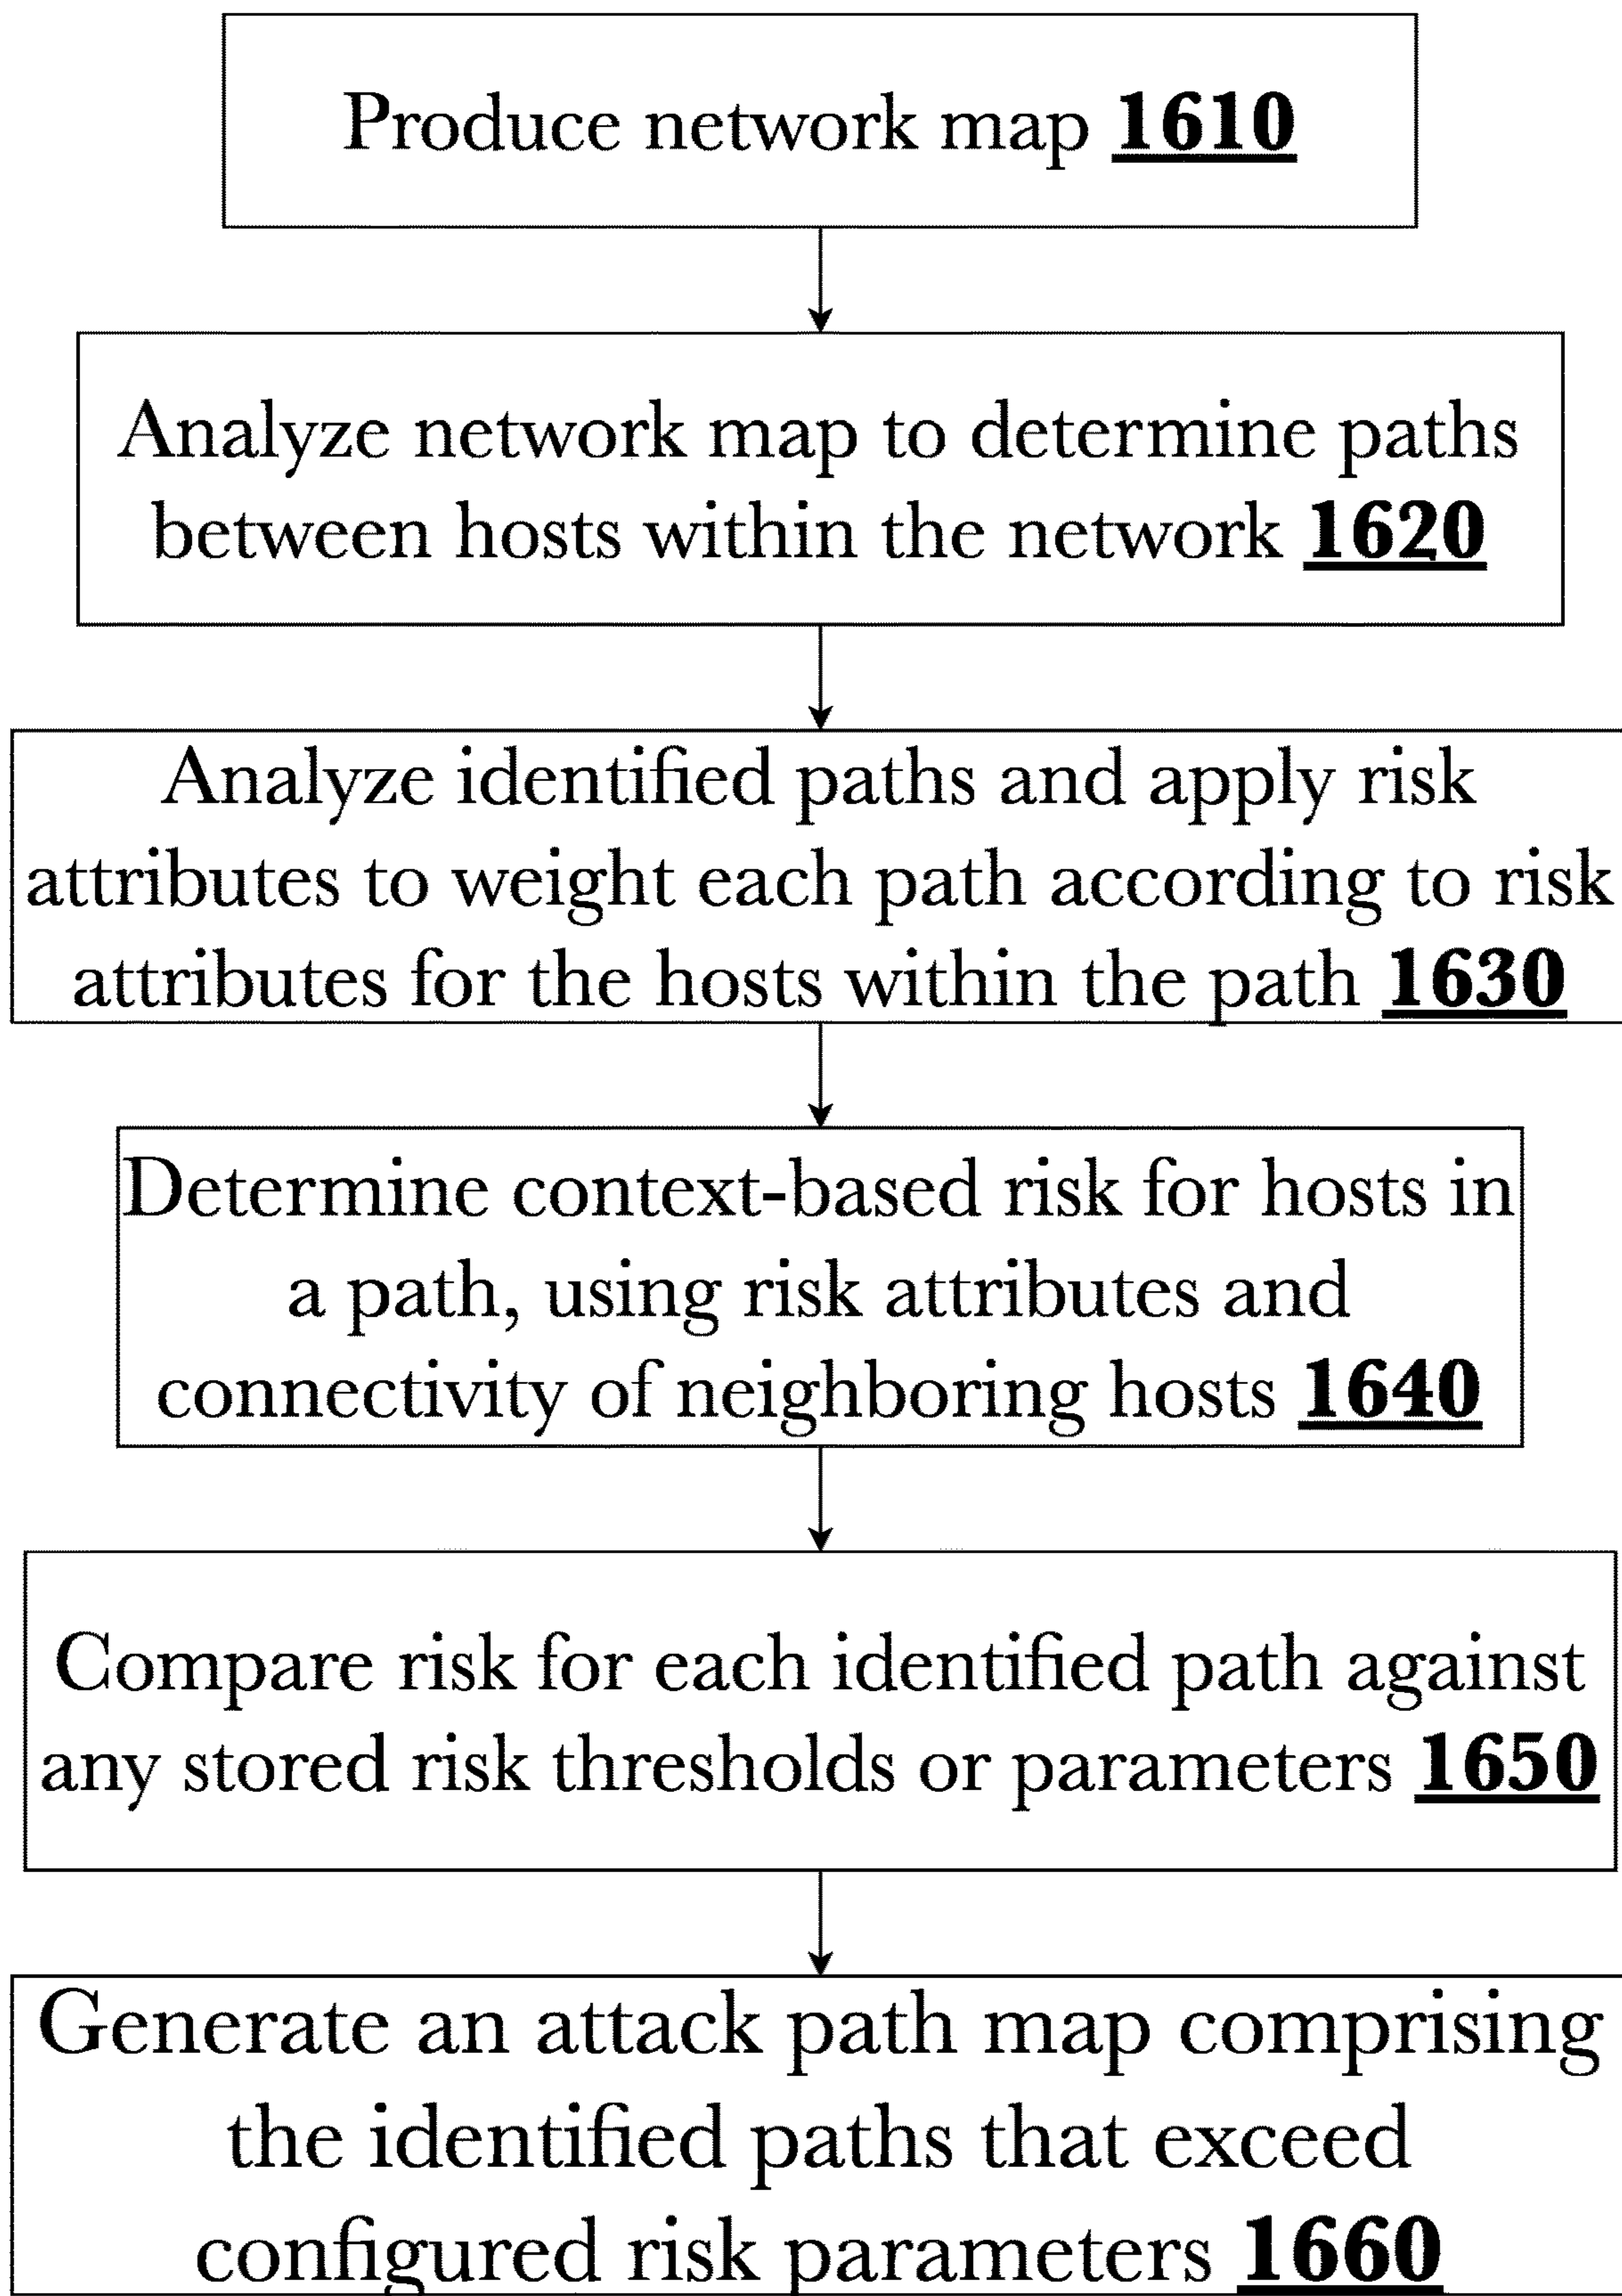 Produce network map 1610
Analyze network map to determine paths
between hosts within the network 1620
Analyze identified paths and apply risk
attributes to weight each path according to risk
attributes for the hosts within the path 1630
Determine context-based risk for hosts in
a path, using risk attributes and
connectivity of neighboring hosts 1640
Compare risk for each identified path against
any stored risk thresholds or parameters 1650
Generate an attack path map comprising
the identified paths that exceed
configured risk parameters 1660